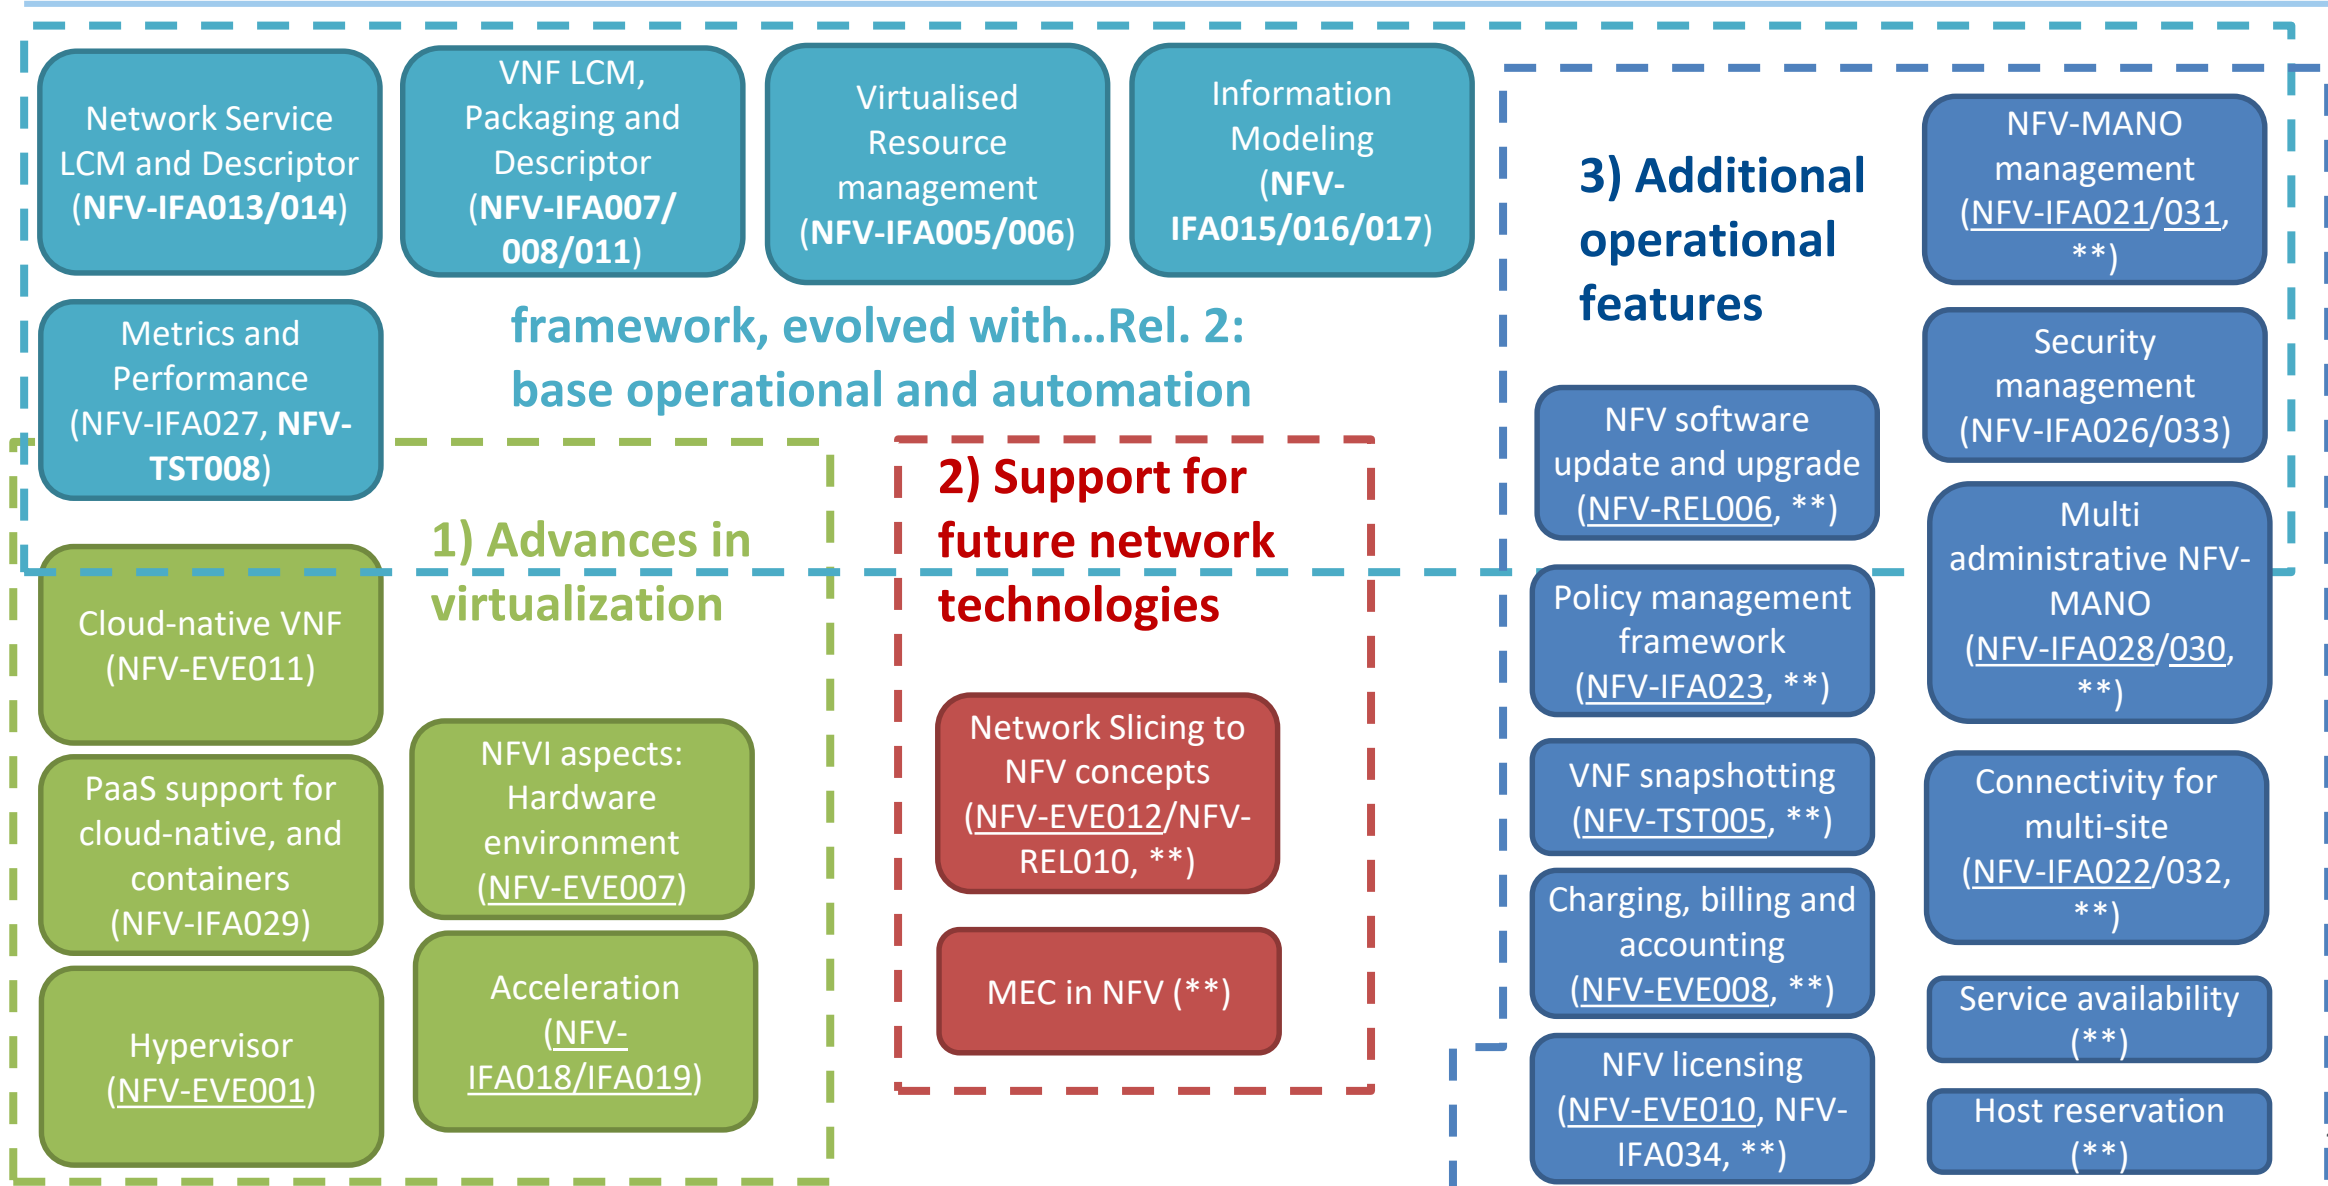 Network Service
LCM and Descriptor
(NFV-IFA013/014)
VNF LCM,
Packaging and
Descriptor
(NFV-IFA007/
008/011)
Virtualised
Resource
management
(NFV-IFA005/006)
Information
Modeling
(NFV-
IFA015/016/017)
Metrics and
Performance
(NFV-IFA027, NFV-
TST008)
framework, evolved with...Rel. 2:
base operational and automation
1) Advances in
virtualization
Cloud-native VNF
(NFV-EVE011)
PaaS support for
cloud-native, and
containers
(NFV-IFA029)
Hypervisor
(NFV-EVE001)
NFVI aspects:
Hardware
environment
(NFV-EVE007)
Acceleration
(NFV-
IFA018/IFA019)
2) Support for
future network
technologies
Network Slicing to
NFV concepts
(NFV-EVE012/NFV-
REL010, **)
MEC in NFV (**)
3) Additional
operational
features
NFV software
update and upgrade
(NFV-REL006, **)
Policy management
framework
(NFV-IFA023, **)
VNF snapshotting
(NFV-TST005, **)
Charging, billing and
accounting
(NFV-EVE008, **)
NFV licensing
(NFV-EVE010, NFV-
IFA034, **)
NFV-MANO
management
(NFV-IFA021/031,
**)
Security
management
(NFV-IFA026/033)
Multi
administrative NFV-
MANO
(NFV-IFA028/030,
**)
Connectivity for
multi-site
(NFV-IFA022/032,
**)
Service availability
(**)
Host reservation
(**)